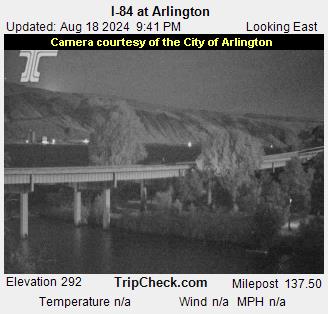 I-84 at Arlington
Updated: Aug 18 2024 9:41 PM Looking East
Camera courtesy of the City of Arlington
Elevation 292 TripCheck.com Milepost 137.50
Temperature n/a Wind n/a MPH n/a